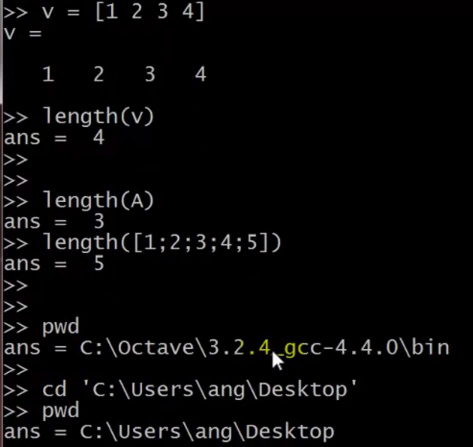 >> v = [1 2 3 4]
v =
1 2 3 4
>> length(v)
ans = 4
>>
>>
>> length(A)
ans = 3
>> length([1;2;3;4;5])
ans = 5
>>
>>
>> pwd
ans = C:\Octave\3.2.4_gcc-4.4.0\bin
>>
>> cd 'C:\Users\ang\Desktop'
>> pwd
ans = C:\Users\ang\Desktop